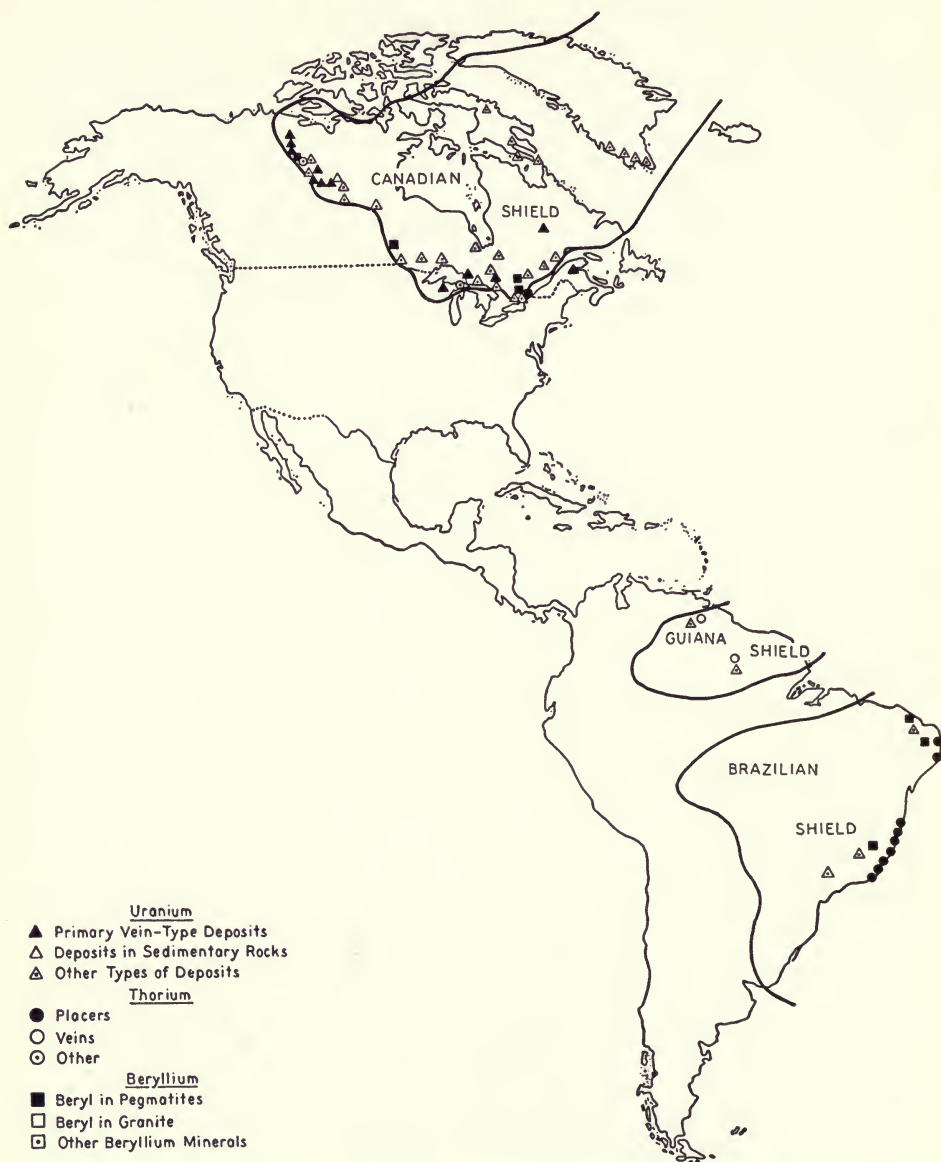 CANADIAN
SHIELD
GUIANA
SHIELD
BRAZILIAN
SHIELD
Uranium
Primary Vein-Type Deposits
Deposits in Sedimentary Rocks
Other Types of Deposits
Thorium
Placers
Veins
Other
Beryllium
Beryl in Pegmatites
Beryl in Granite
Other Beryllium Minerals